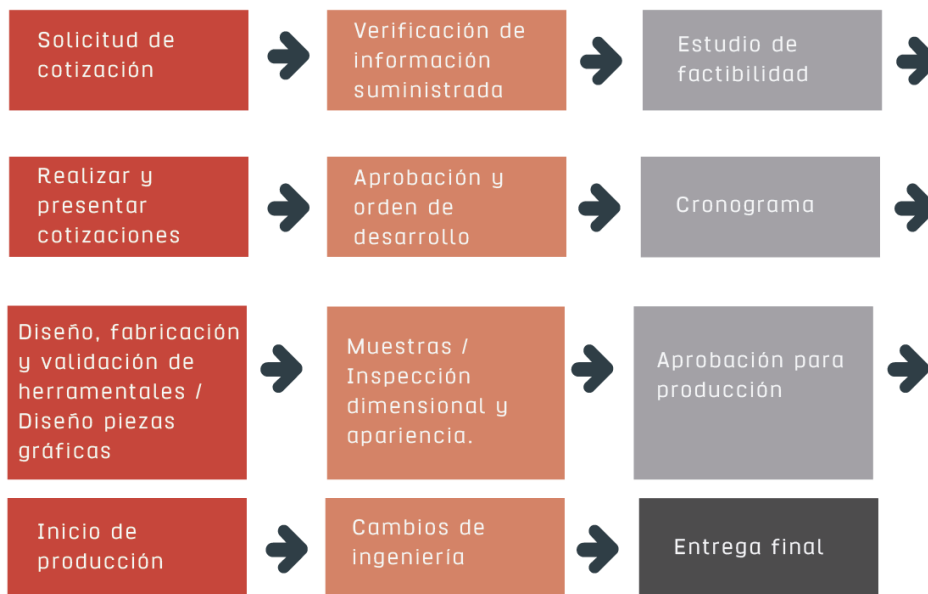 Solicitud de
cotización
Verificación de
información
suministrada
Estudio de
factibilidad
Realizar y
presentar
cotizaciones
Aprobación y
orden de
desarrollo
Cronograma
Diseño, fabricación
y validación de
herramentales /
Diseño piezas
gráficas
Muestras /
Inspección
dimensional y
apariencia.
Aprobación para
producción
Inicio de
producción
Cambios de
ingeniería
Entrega final